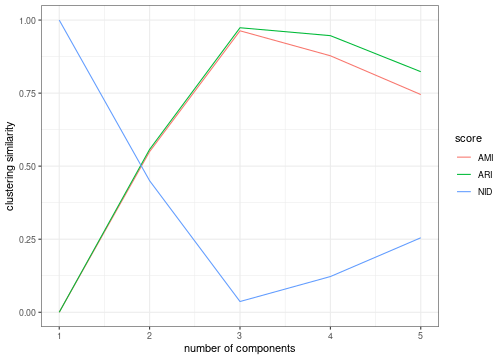 1.00
0.75
0.50
0.25
0.00
clustering similarity
1
2
3
4
5
number of components
score
AMI
ARI
NID